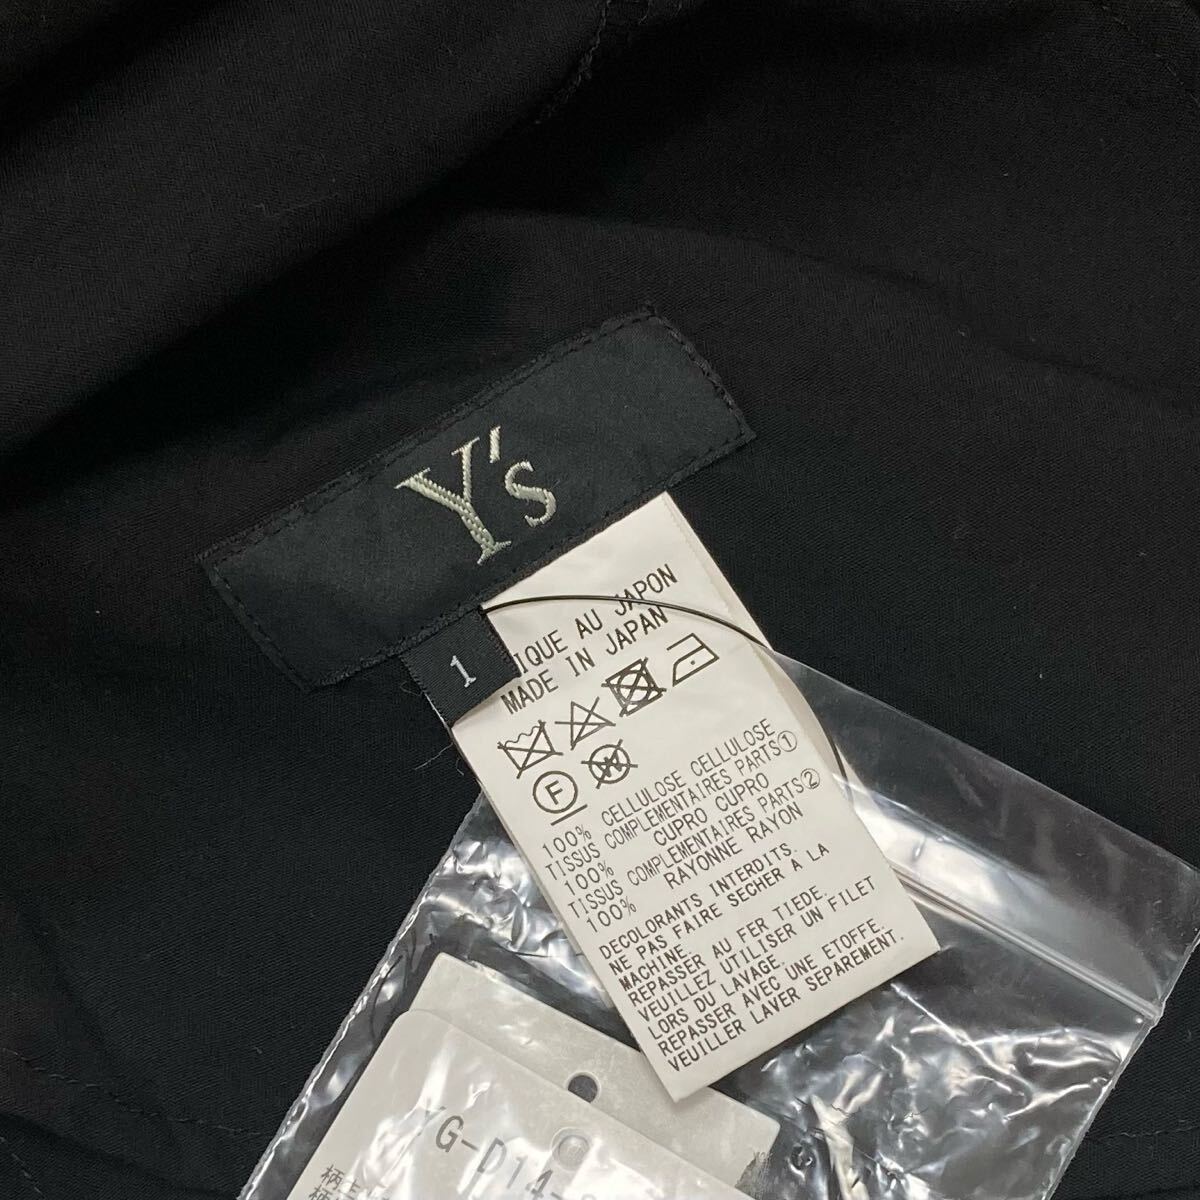 Y's
1
IQUE AU JAPON
MADE IN JAPAN
F
W
100% CELLULOSE CELLULOSE
TISSUS COMPLEMENTAIRES PARTS①
100% CUPRO CUPRO
TISSUS COMPLEMENTAIRES PARTS②
100% RAYONNE RAYON
DECOLORANTS INTERDITS.
NE PAS FAIRE SECHER A LA
MACHINE.
REPASSER AU FER TIEDE.
VEUILLEZ UTILISER UN FILET
LORS DU LAVAGE.
REPASSER AVEC UNE ETOFFE.
VEUILLER LAVER SEPAREMENT.
YG-D14-